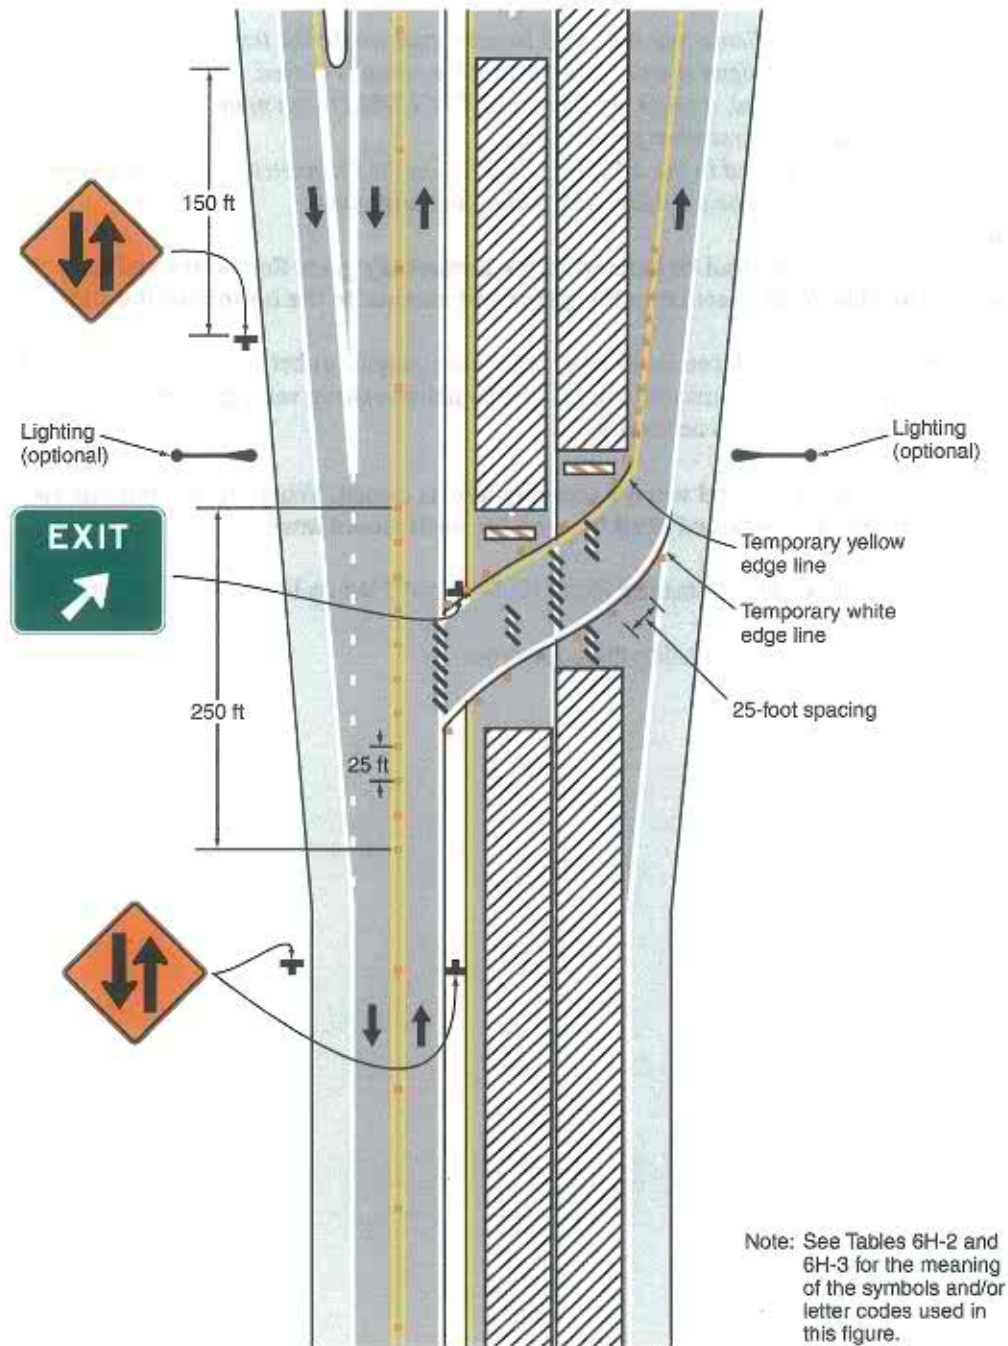 150 ft
Lighting
(optional)
Lighting
(optional)
EXIT
Temporary yellow
edge line
Temporary white
edge line
250 ft
25-foot spacing
25 ft
Note: See Tables 6H-2 and
6H-3 for the meaning
of the symbols and/or
letter codes used in
this figure.